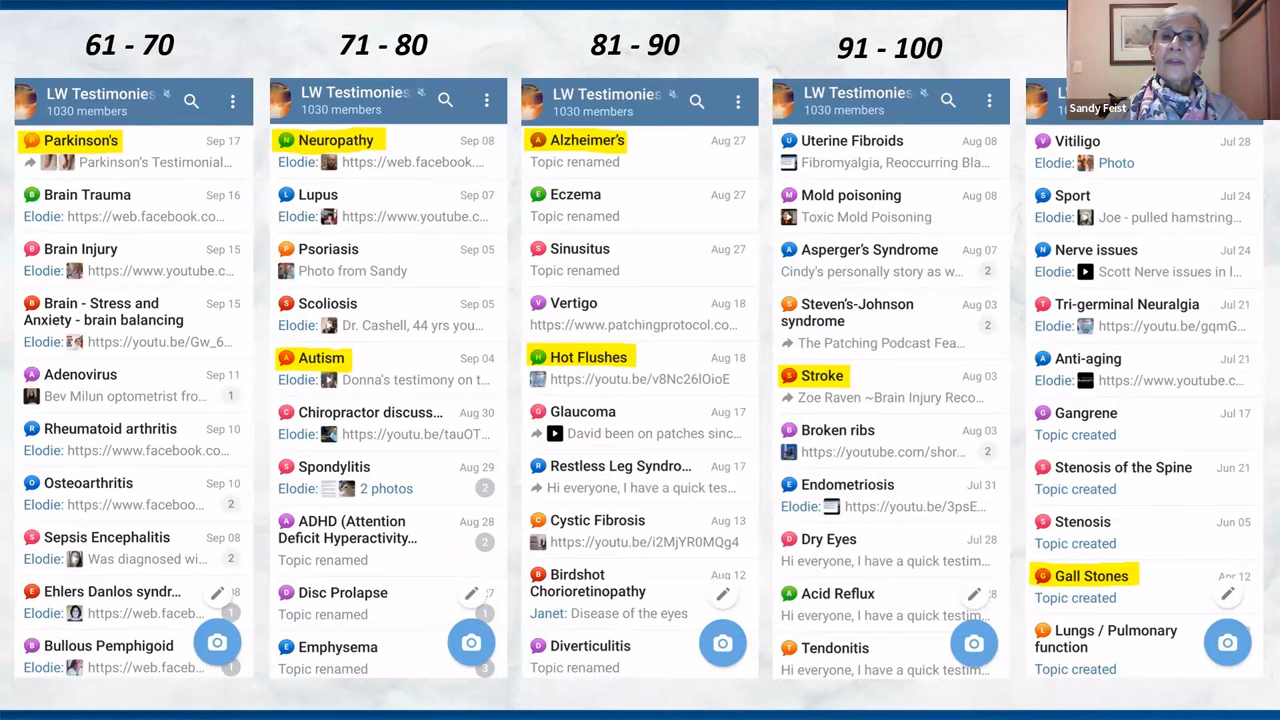 61 - 70
71 - 80
81 - 90
91 - 100
Sandy Feist
LW Testimonies
1030 members
Parkinson's Sep 17
Parkinson's Testimonial...
Brain Trauma Sep 16
Elodie: https://web.facebook.co...
Brain Injury Sep 15
Elodie: https://www.youtube.c...
Brain - Stress and Sep 15
Anxiety - brain balancing
Elodie: https://youtu.be/Gw_6...
Adenovirus Sep 11
Bev Milun optometrist fro... 1
Rheumatoid arthritis Sep 10
Elodie: https://www.facebook.co...
Osteoarthritis Sep 10
Elodie: https://www.faceboo... 2
Sepsis Encephalitis Sep 08
Elodie: Was diagnosed wi... 2
Ehlers Danlos syndr...
Elodie: https://web.faceb... 1
Bullous Pemphigoid
Elodie: https://web.faceb... 1
LW Testimonies
1030 members
Neuropathy Sep 08
Elodie: https://web.facebook....
Lupus Sep 07
Elodie: https://www.youtube.c...
Psoriasis Sep 05
Photo from Sandy
Scoliosis Sep 05
Elodie: Dr. Cashell, 44 yrs you...
Autism Sep 04
Elodie: Donna's testimony on t...
Chiropractor discuss... Aug 30
Elodie: https://youtu.be/tauOT...
Spondylitis Aug 29
Elodie: 2 photos 2
ADHD (Attention Aug 28
Deficit Hyperactivity...
Topic renamed 2
Disc Prolapse
Topic renamed 1
Emphysema
Topic renamed 3
LW Testimonies
1030 members
Alzheimer's Aug 27
Topic renamed
Eczema Aug 27
Topic renamed
Sinusitus Aug 27
Topic renamed
Vertigo Aug 18
https://www.patchingprotocol.co...
Hot Flushes Aug 18
https://youtu.be/v8Nc26lOioE
Glaucoma Aug 17
David been on patches sinc...
Restless Leg Syndro... Aug 17
Hi everyone, I have a quick tes...
Cystic Fibrosis Aug 13
https://youtu.be/i2MjYR0MQg4
Birdshot Aug 12
Chorioretinopathy
Janet: Disease of the eyes
Diverticulitis
Topic renamed
LW Testimonies
1030 members
Uterine Fibroids Aug 08
Fibromyalgia, Reoccurring Bla...
Mold poisoning Aug 08
Toxic Mold Poisoning
Asperger's Syndrome Aug 07
Cindy's personally story as w... 2
Steven's-Johnson Aug 03
syndrome 2
The Patching Podcast Fea...
Stroke Aug 03
Zoe Raven ~Brain Injury Reco...
Broken ribs Aug 03
https://youtube.com/shor... 2
Endometriosis Jul 31
Elodie: https://youtu.be/3psE...
Dry Eyes Jul 28
Hi everyone, I have a quick testim...
Acid Reflux
Hi everyone, I have a quick testim...
Tendonitis
Hi everyone, I have a quick testim...
Vitiligo Jul 28
Elodie: Photo
Sport Jul 24
Elodie: Joe - pulled hamstring...
Nerve issues Jul 24
Elodie: Scott Nerve issues in l...
Tri-germinal Neuralgia Jul 21
Elodie: https://youtu.be/gqmG...
Anti-aging Jul 21
Elodie: https://www.youtube.c...
Gangrene Jul 17
Topic created
Stenosis of the Spine Jun 21
Topic created
Stenosis Jun 05
Topic created
Gall Stones Apr 12
Topic created
Lungs / Pulmonary
function
Topic created